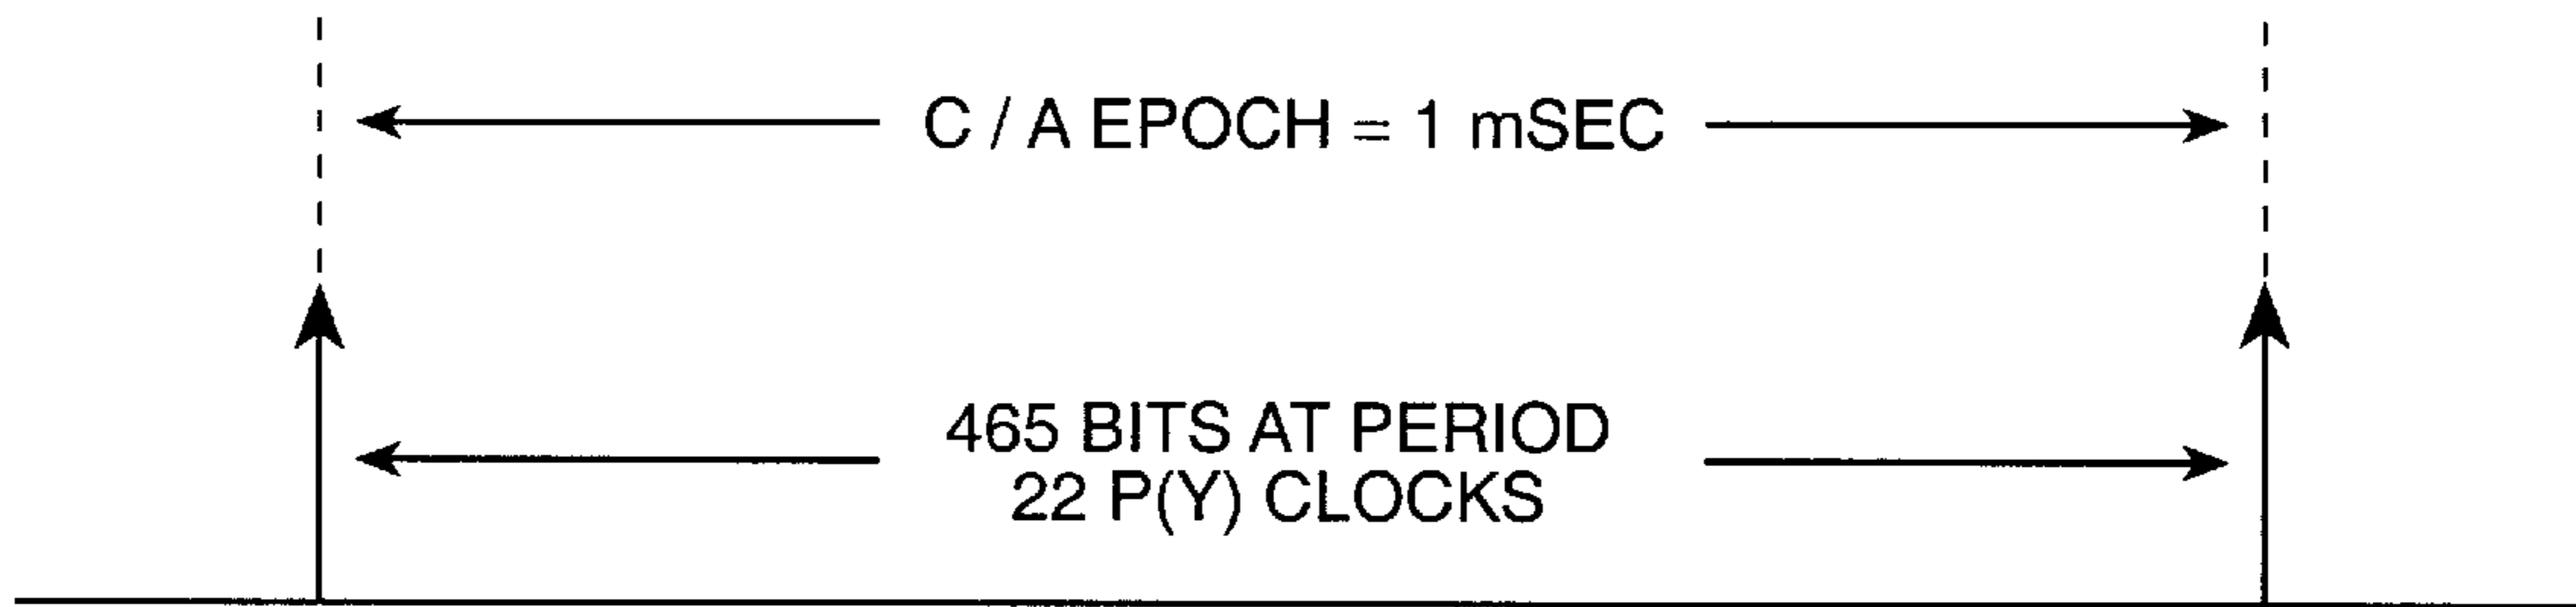 C / A EPOCH = 1 mSEC
465 BITS AT PERIOD
22 P(Y) CLOCKS